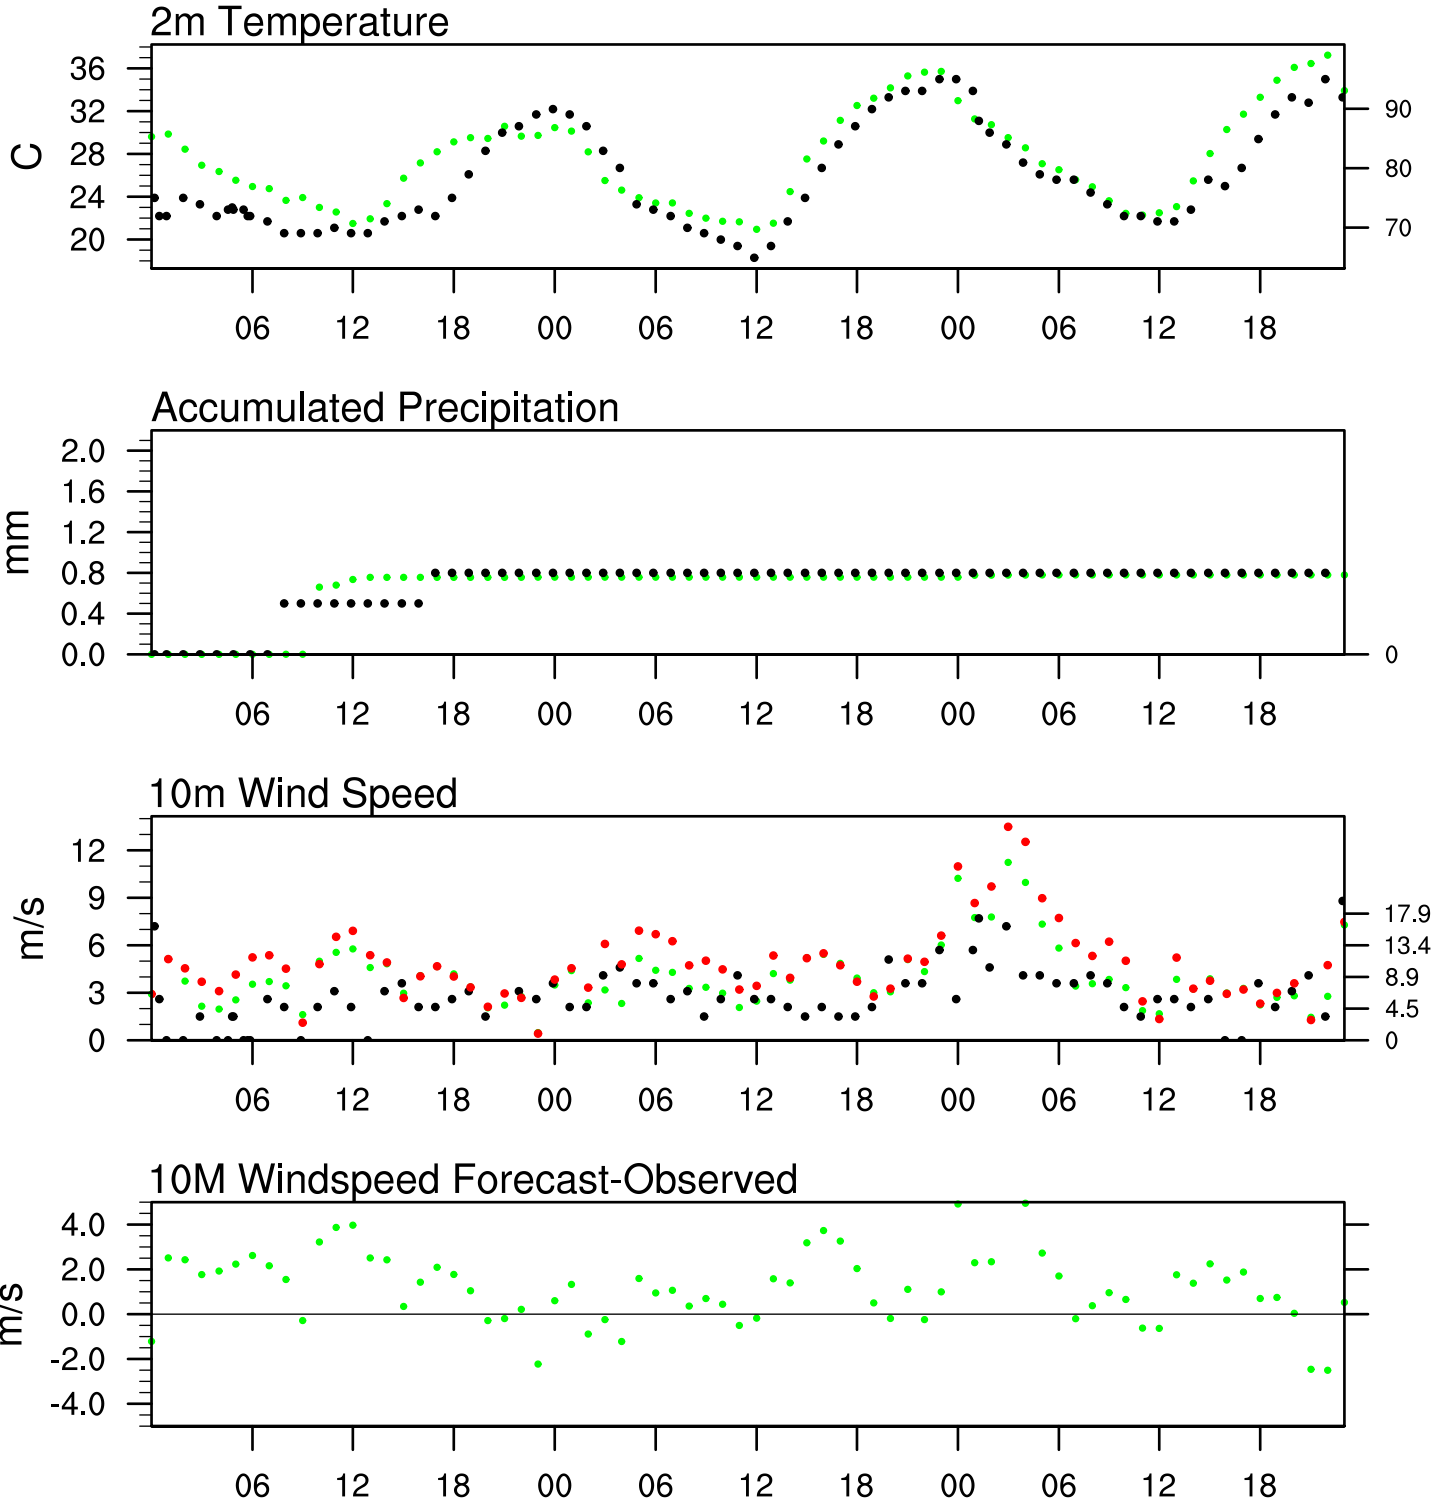 2m Temperature
36
32
28
24
20
C
90
80
70
06 12 18 00 06 12 18 00 06 12 18
Accumulated Precipitation
2.0
1.6
1.2
0.8
0.4
0.0
mm
0
06 12 18 00 06 12 18 00 06 12 18
10m Wind Speed
12
9
6
3
0
m/s
17.9
13.4
8.9
4.5
0
06 12 18 00 06 12 18 00 06 12 18
10M Windspeed Forecast-Observed
4.0
2.0
0.0
-2.0
-4.0
m/s
06 12 18 00 06 12 18 00 06 12 18